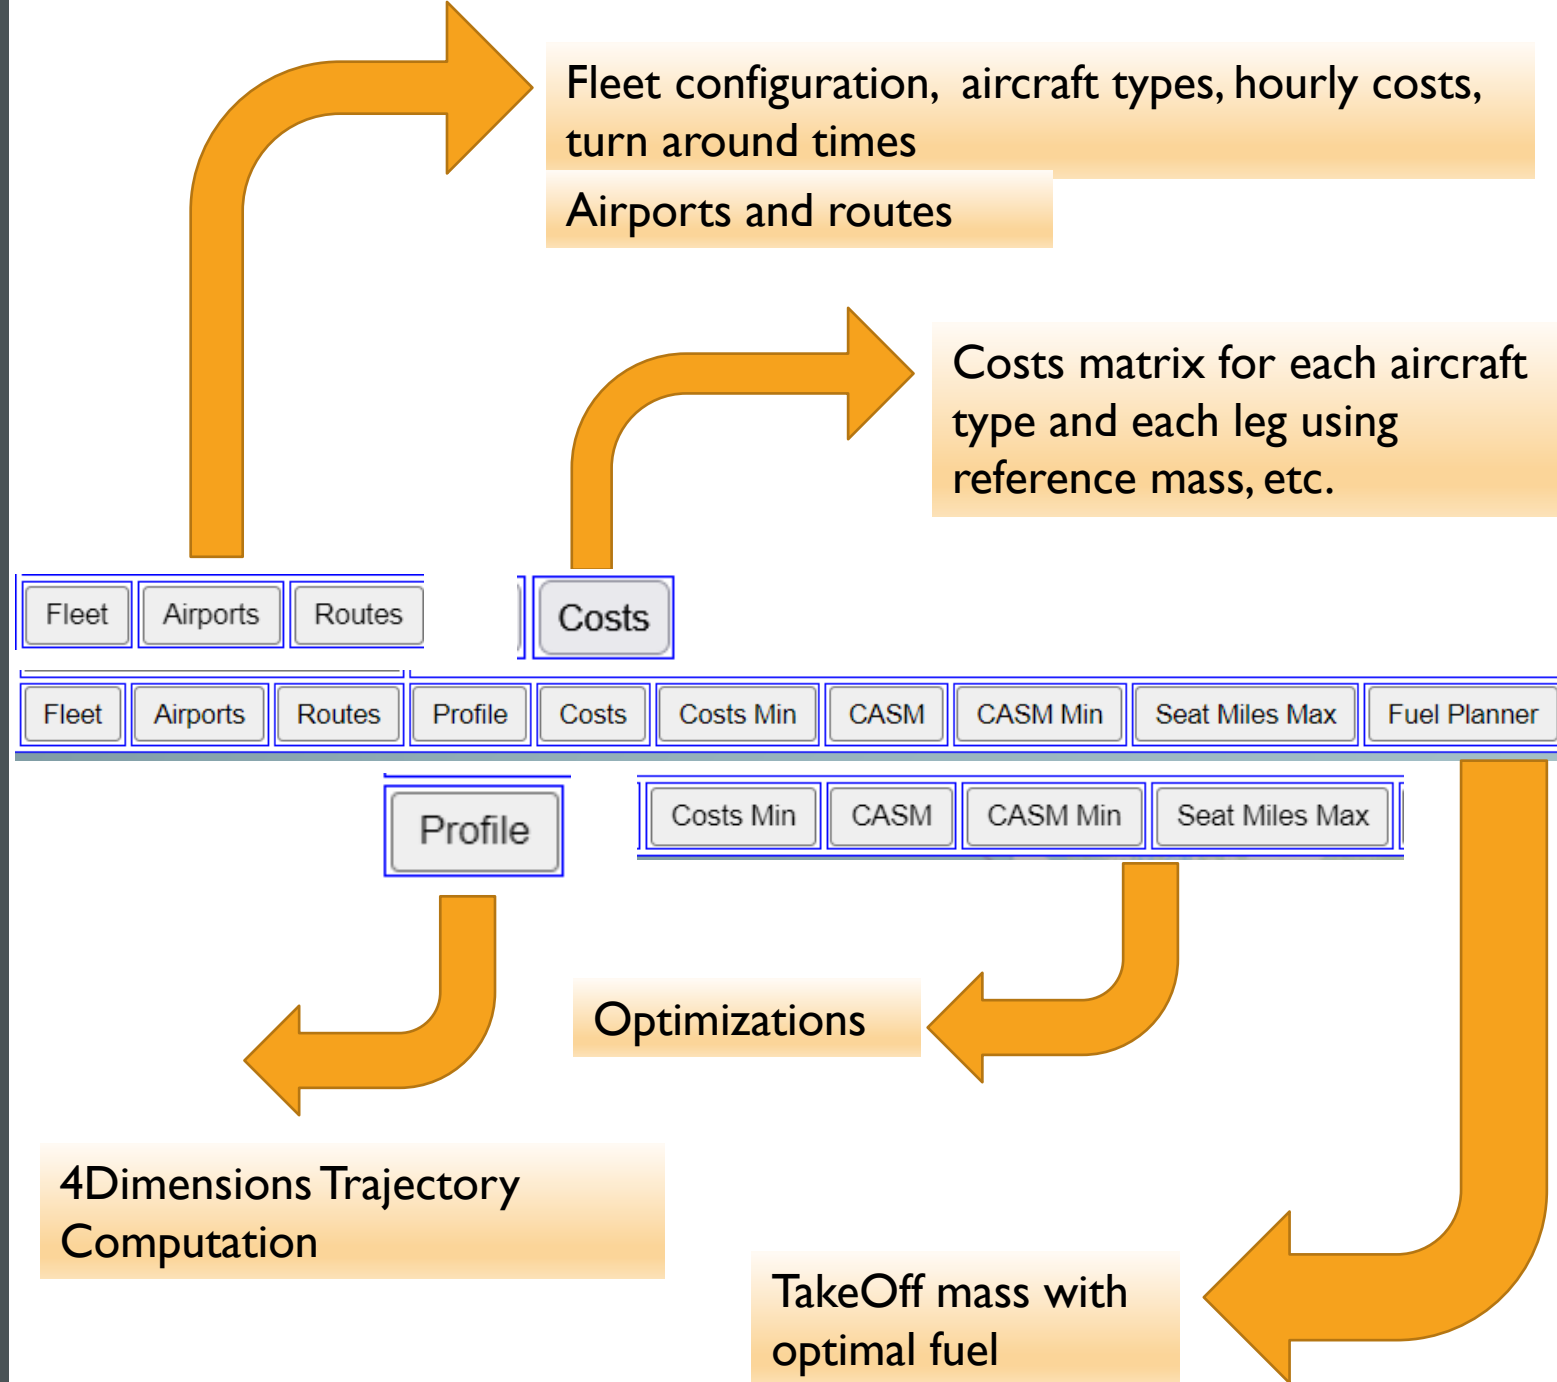 Fleet configuration, aircraft types, hourly costs,
turn around times
Airports and routes
Costs matrix for each aircraft
type and each leg using
reference mass, etc.
Fleet Airports Routes
Costs
Fleet Airports Routes Profile Costs Costs Min CASM CASM Min Seat Miles Max Fuel Planner
Profile
Costs Min CASM CASM Min Seat Miles Max
Optimizations
4Dimensions Trajectory
Computation
TakeOff mass with
optimal fuel